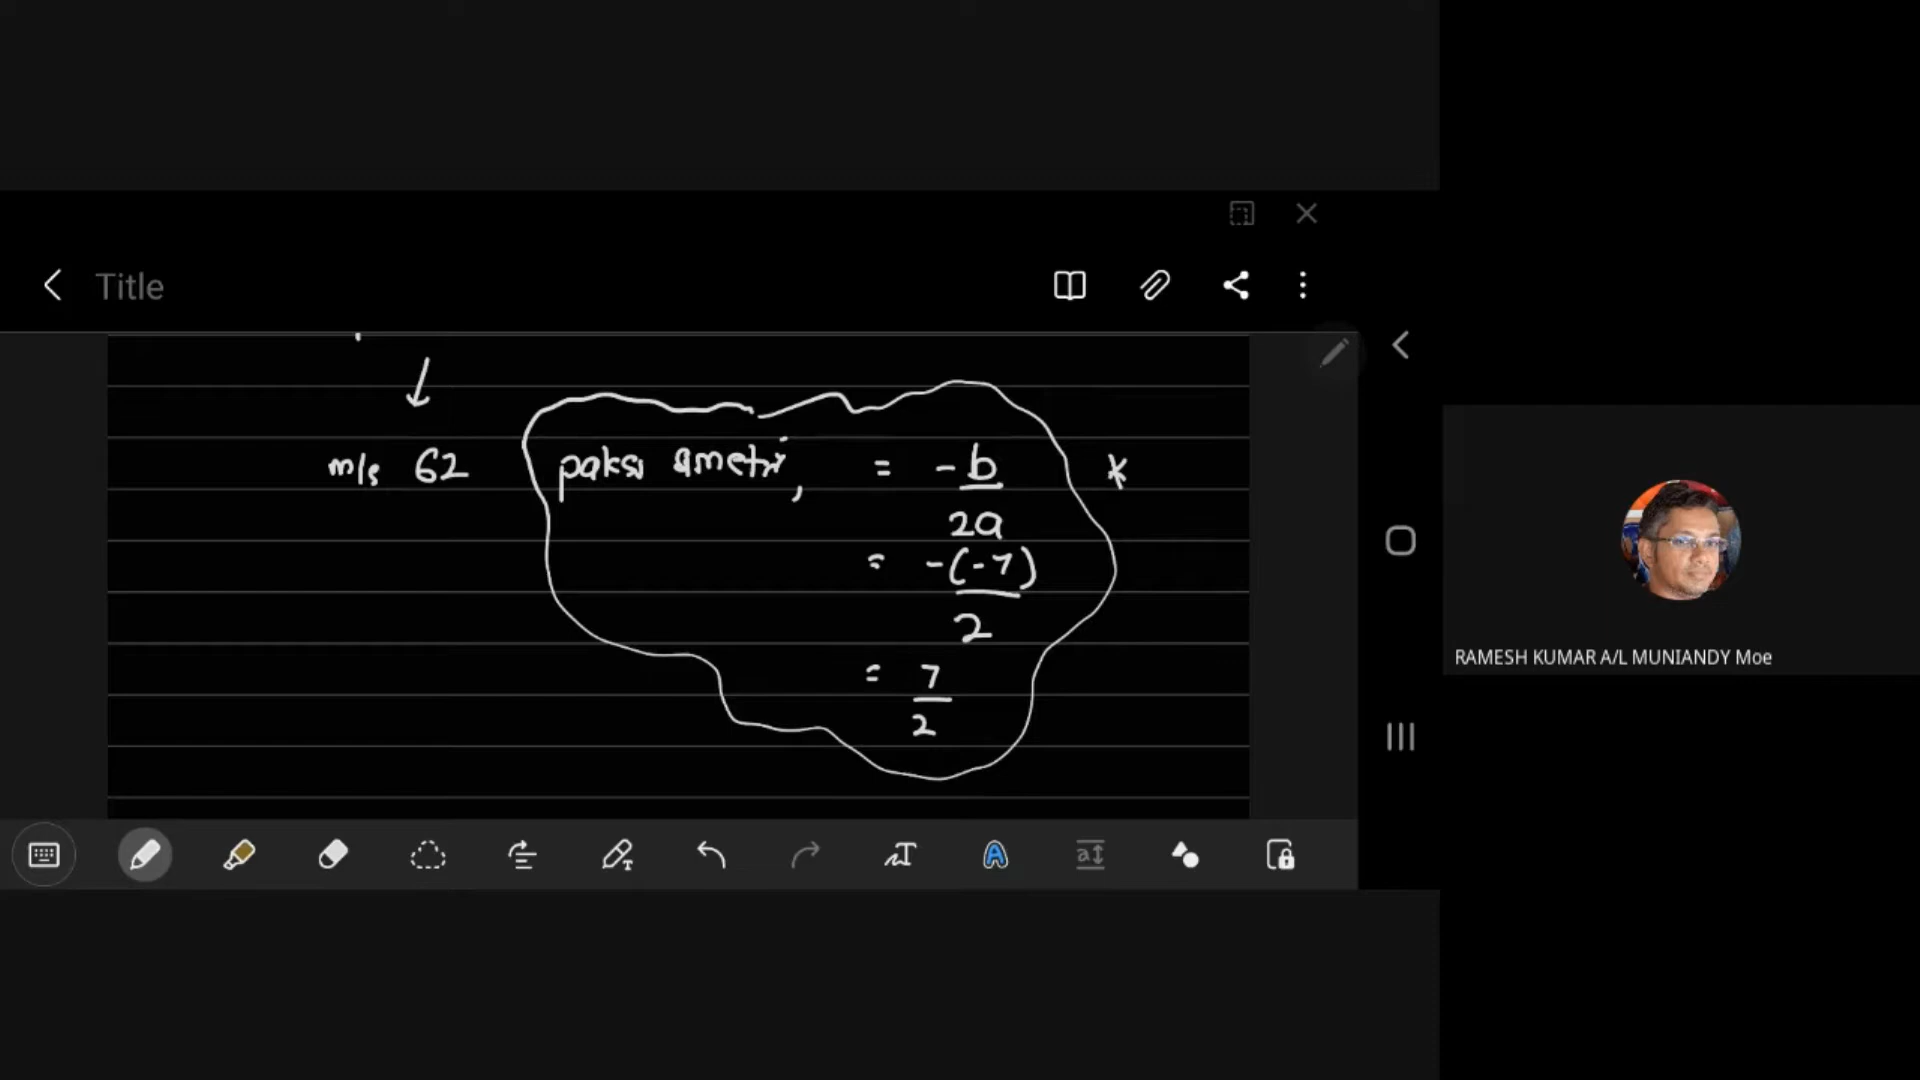 Title
m/s 62 paksi simetri, = -b/2a *
= -(-7)/2
= 7/2
RAMESH KUMAR A/L MUNIANDY Moe